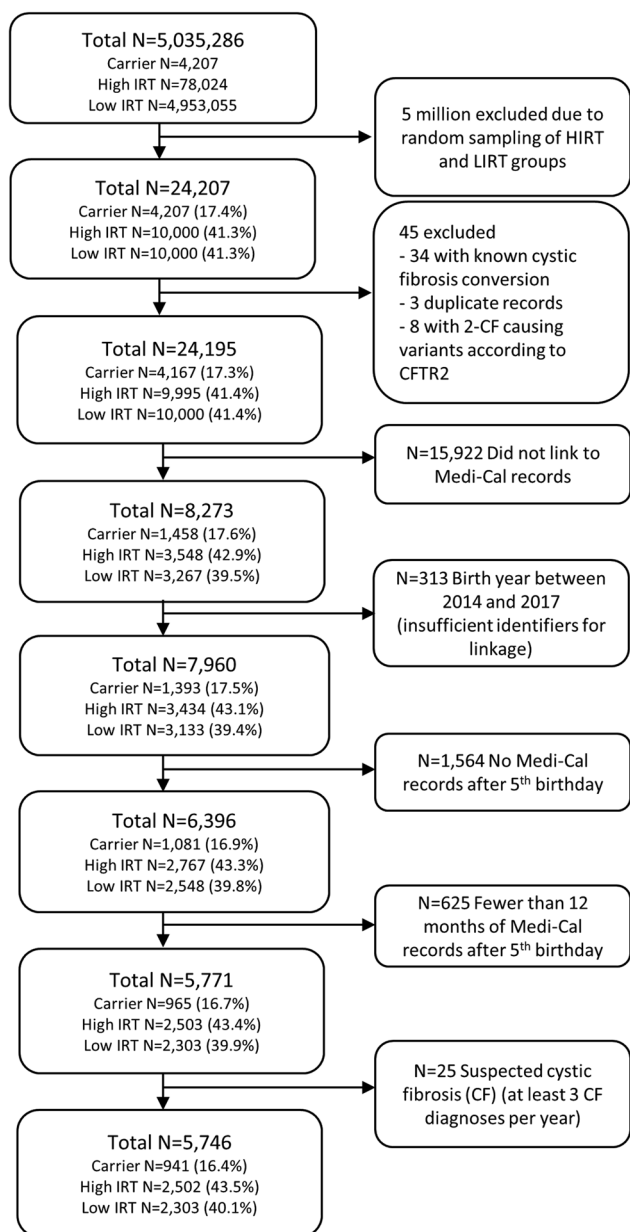 Total N=5,035,286
Carrier N=4,207
High IRT N=78,024
Low IRT N=4,953,055
5 million excluded due to
random sampling of HIRT
and LIRT groups
Total N=24,207
Carrier N=4,207 (17.4%)
High IRT N=10,000 (41.3%)
Low IRT N=10,000 (41.3%)
45 excluded
- 34 with known cystic
fibrosis conversion
- 3 duplicate records
- 8 with 2-CF causing
variants according to
CFTR2
Total N=24,195
Carrier N=4,167 (17.3%)
High IRT N=9,995 (41.4%)
Low IRT N=10,000 (41.4%)
N=15,922 Did not link to
Medi-Cal records
Total N=8,273
Carrier N=1,458 (17.6%)
High IRT N=3,548 (42.9%)
Low IRT N=3,267 (39.5%)
N=313 Birth year between
2014 and 2017
(insufficient identifiers for
linkage)
Total N=7,960
Carrier N=1,393 (17.5%)
High IRT N=3,434 (43.1%)
Low IRT N=3,133 (39.4%)
N=1,564 No Medi-Cal
records after 5th birthday
Total N=6,396
Carrier N=1,081 (16.9%)
High IRT N=2,767 (43.3%)
Low IRT N=2,548 (39.8%)
N=625 Fewer than 12
months of Medi-Cal
records after 5th birthday
Total N=5,771
Carrier N=965 (16.7%)
High IRT N=2,503 (43.4%)
Low IRT N=2,303 (39.9%)
N=25 Suspected cystic
fibrosis (CF) (at least 3 CF
diagnoses per year)
Total N=5,746
Carrier N=941 (16.4%)
High IRT N=2,502 (43.5%)
Low IRT N=2,303 (40.1%)